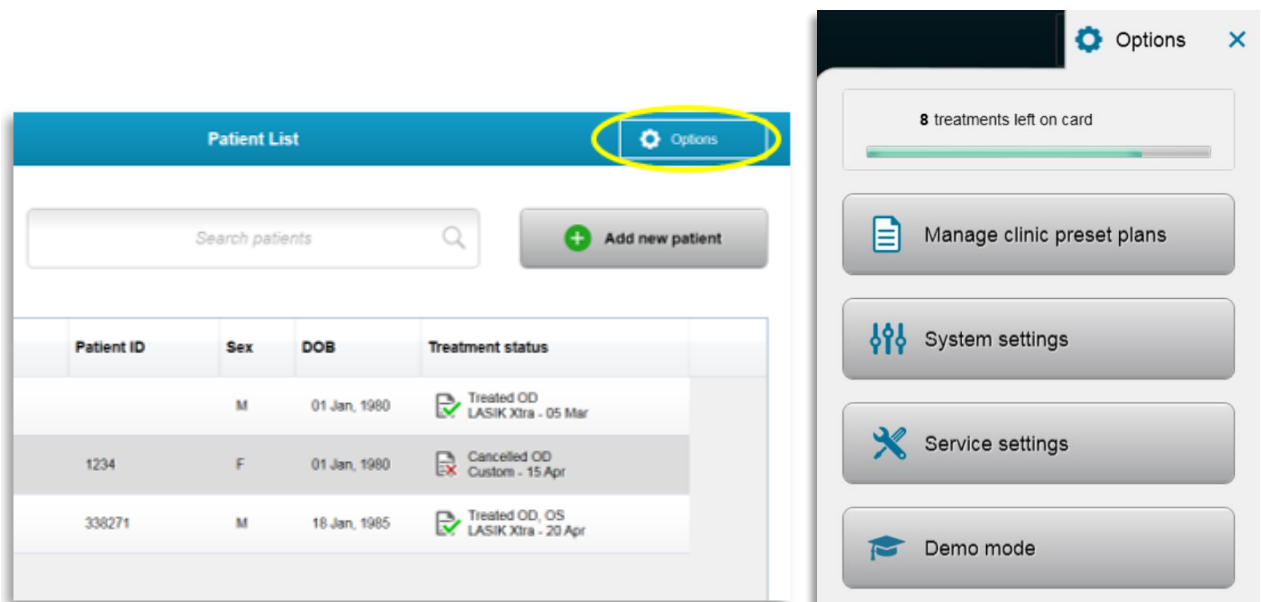 Patient List
Options
Search patients
Add new patient
Patient ID Sex DOB Treatment status
M 01 Jan, 1980 Treated OD
LASIK Xtra - 05 Mar
1234 F 01 Jan, 1980 Cancelled OD
Custom - 15 Apr
338271 M 18 Jan, 1985 Treated OD, OS
LASIK Xtra - 20 Apr
Options
8 treatments left on card
Manage clinic preset plans
System settings
Service settings
Demo mode